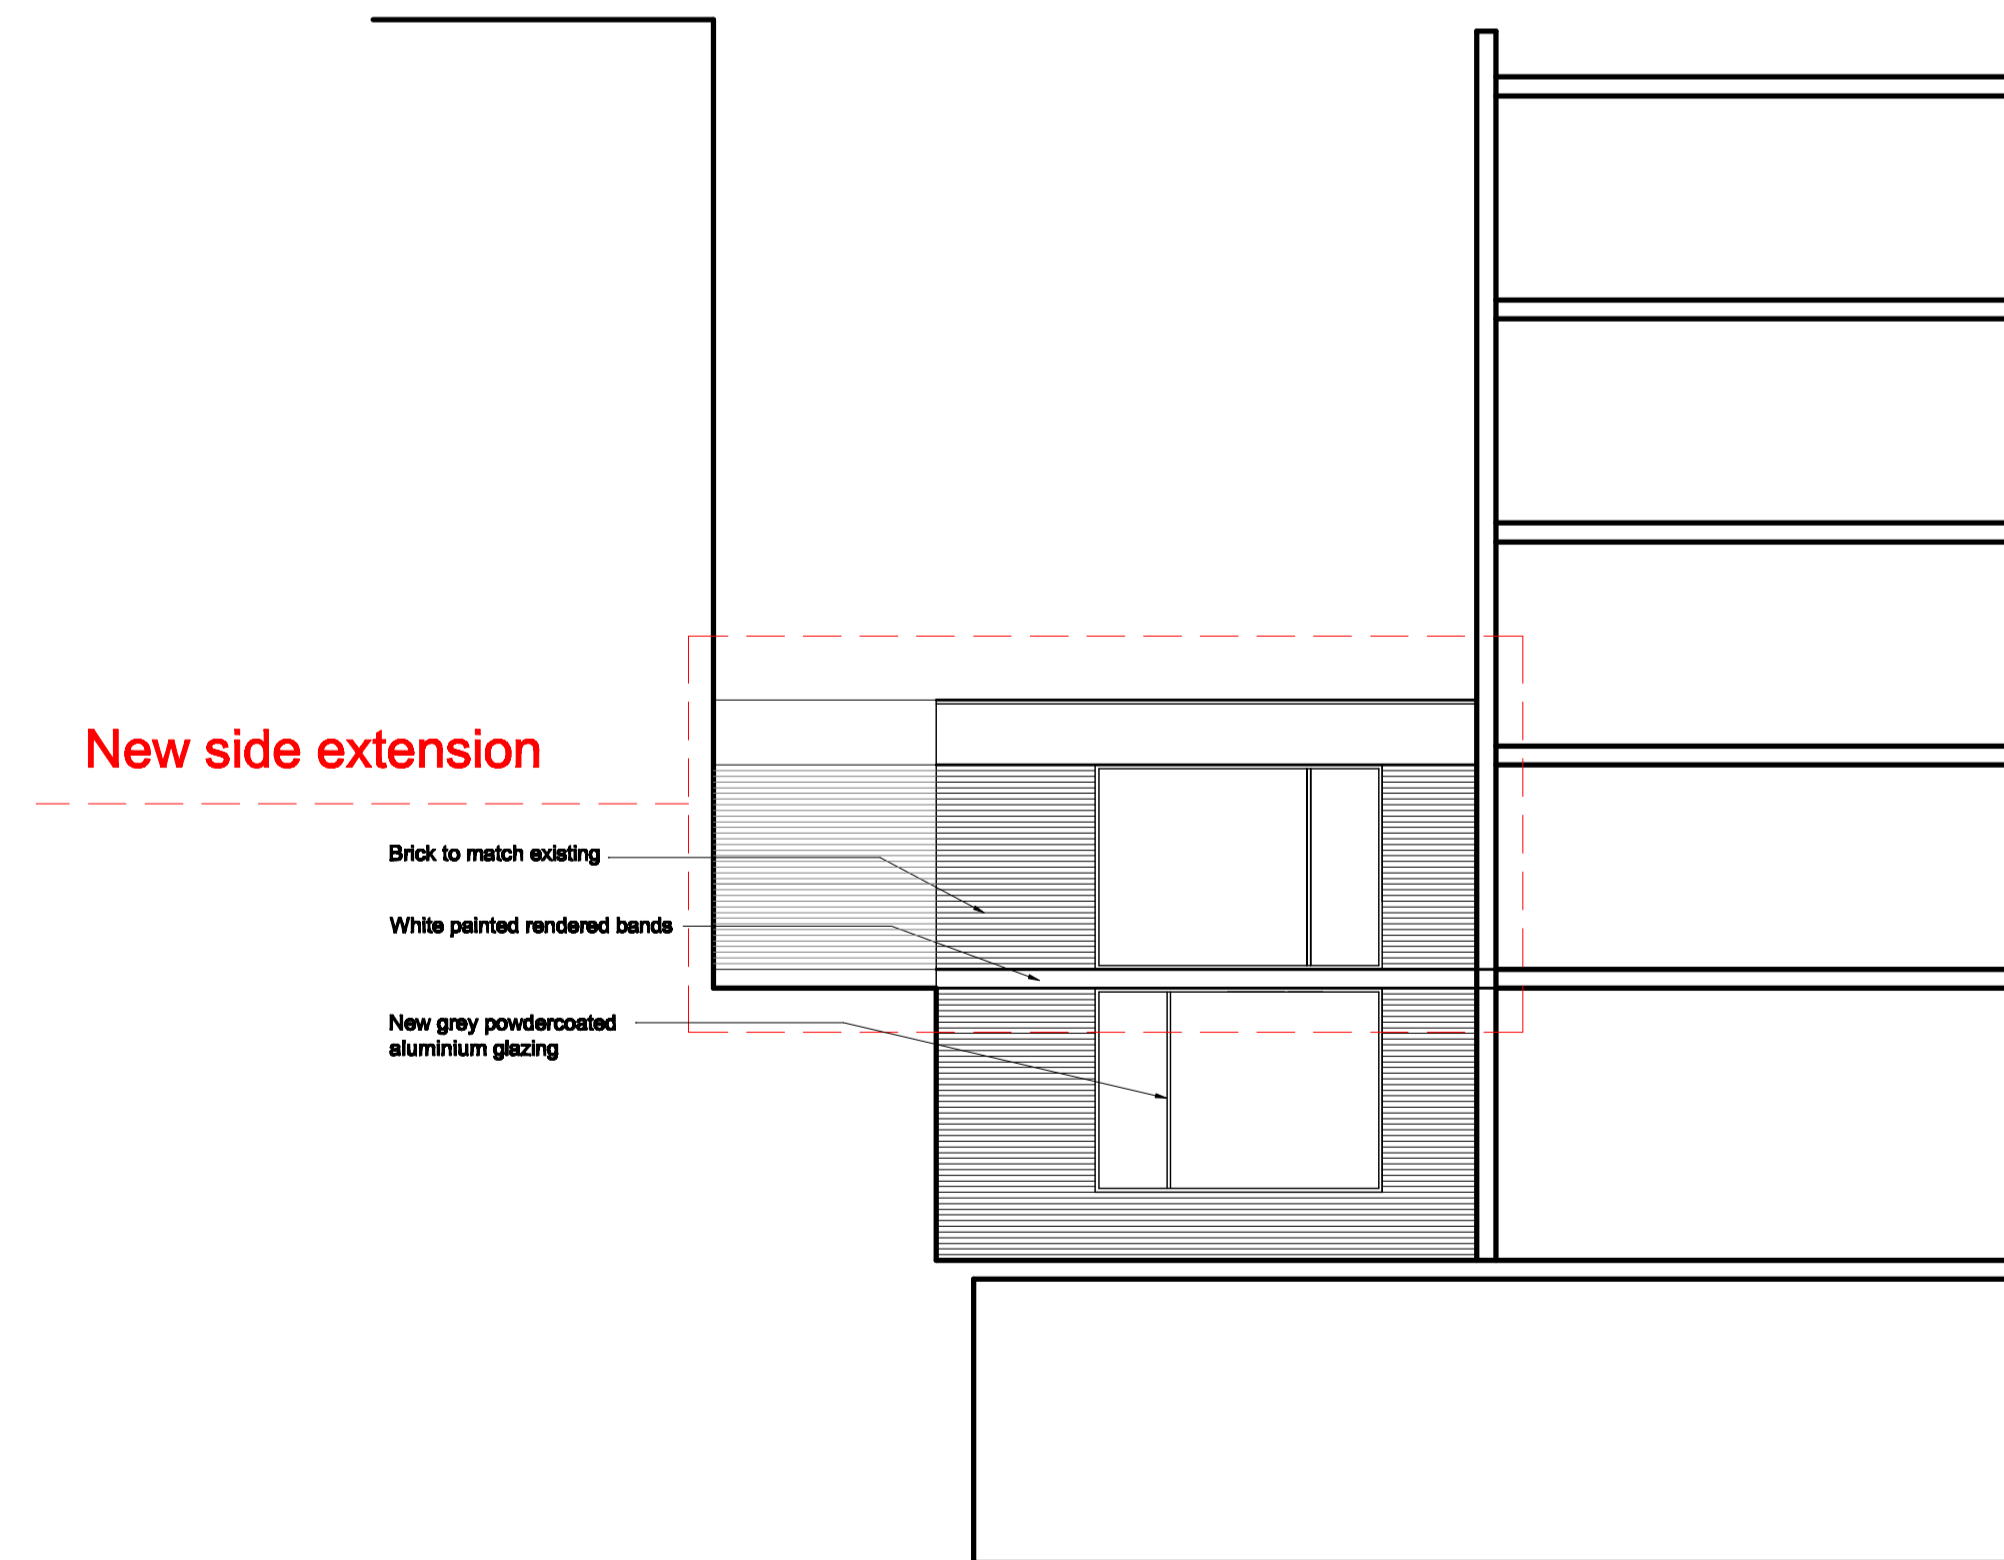 New side extension
Brick to match existing
White painted rendered bands
New grey powdercoated
aluminium glazing